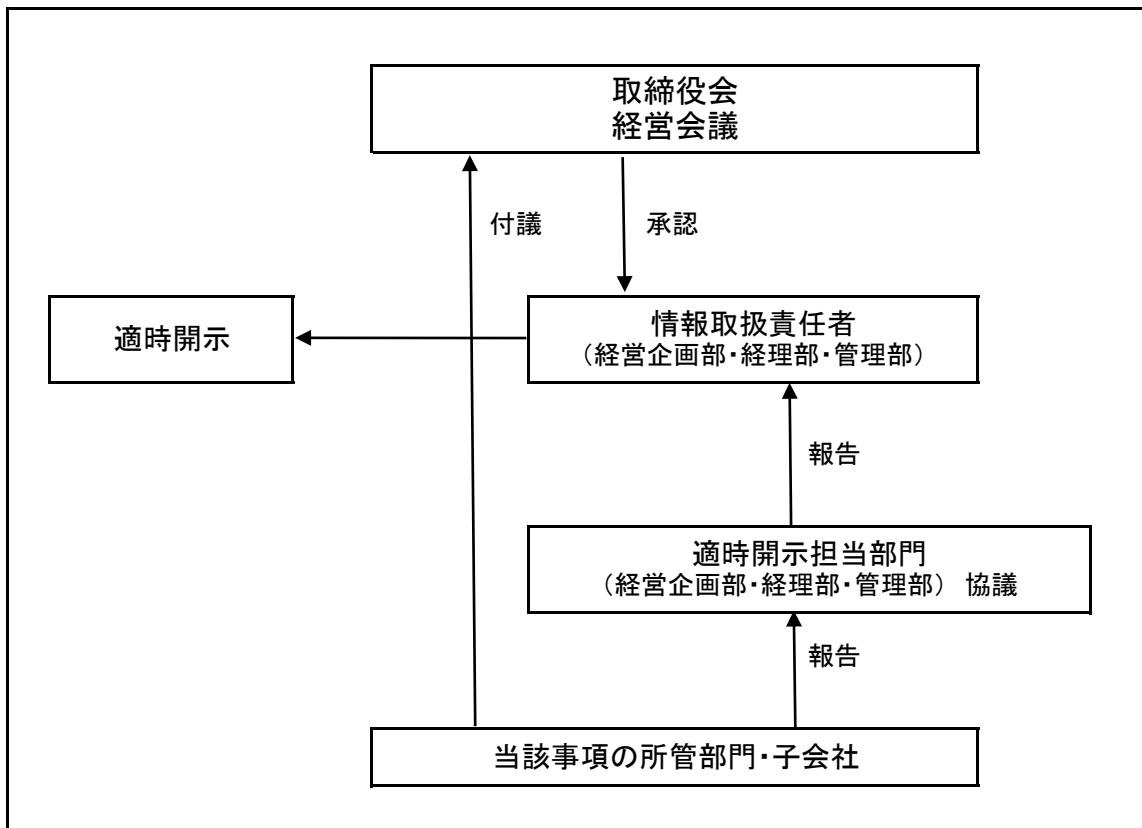 取締役会
経営会議
付議
承認
適時開示
情報取扱責任者
（経営企画部・経理部・管理部）
報告
適時開示担当部門
（経営企画部・経理部・管理部） 協議
報告
当該事項の所管部門・子会社